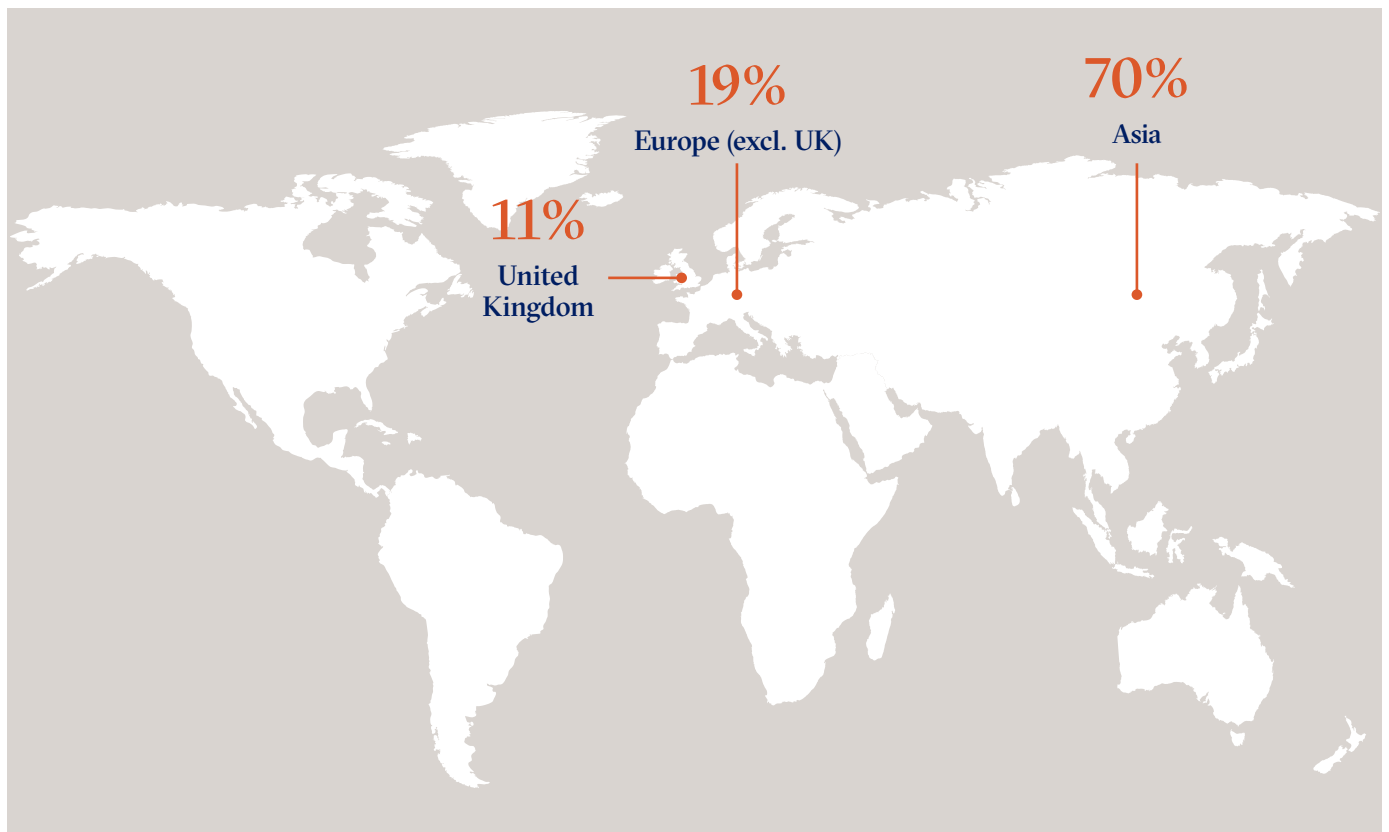 19%
Europe (excl. UK)
70%
Asia
11%
United
Kingdom